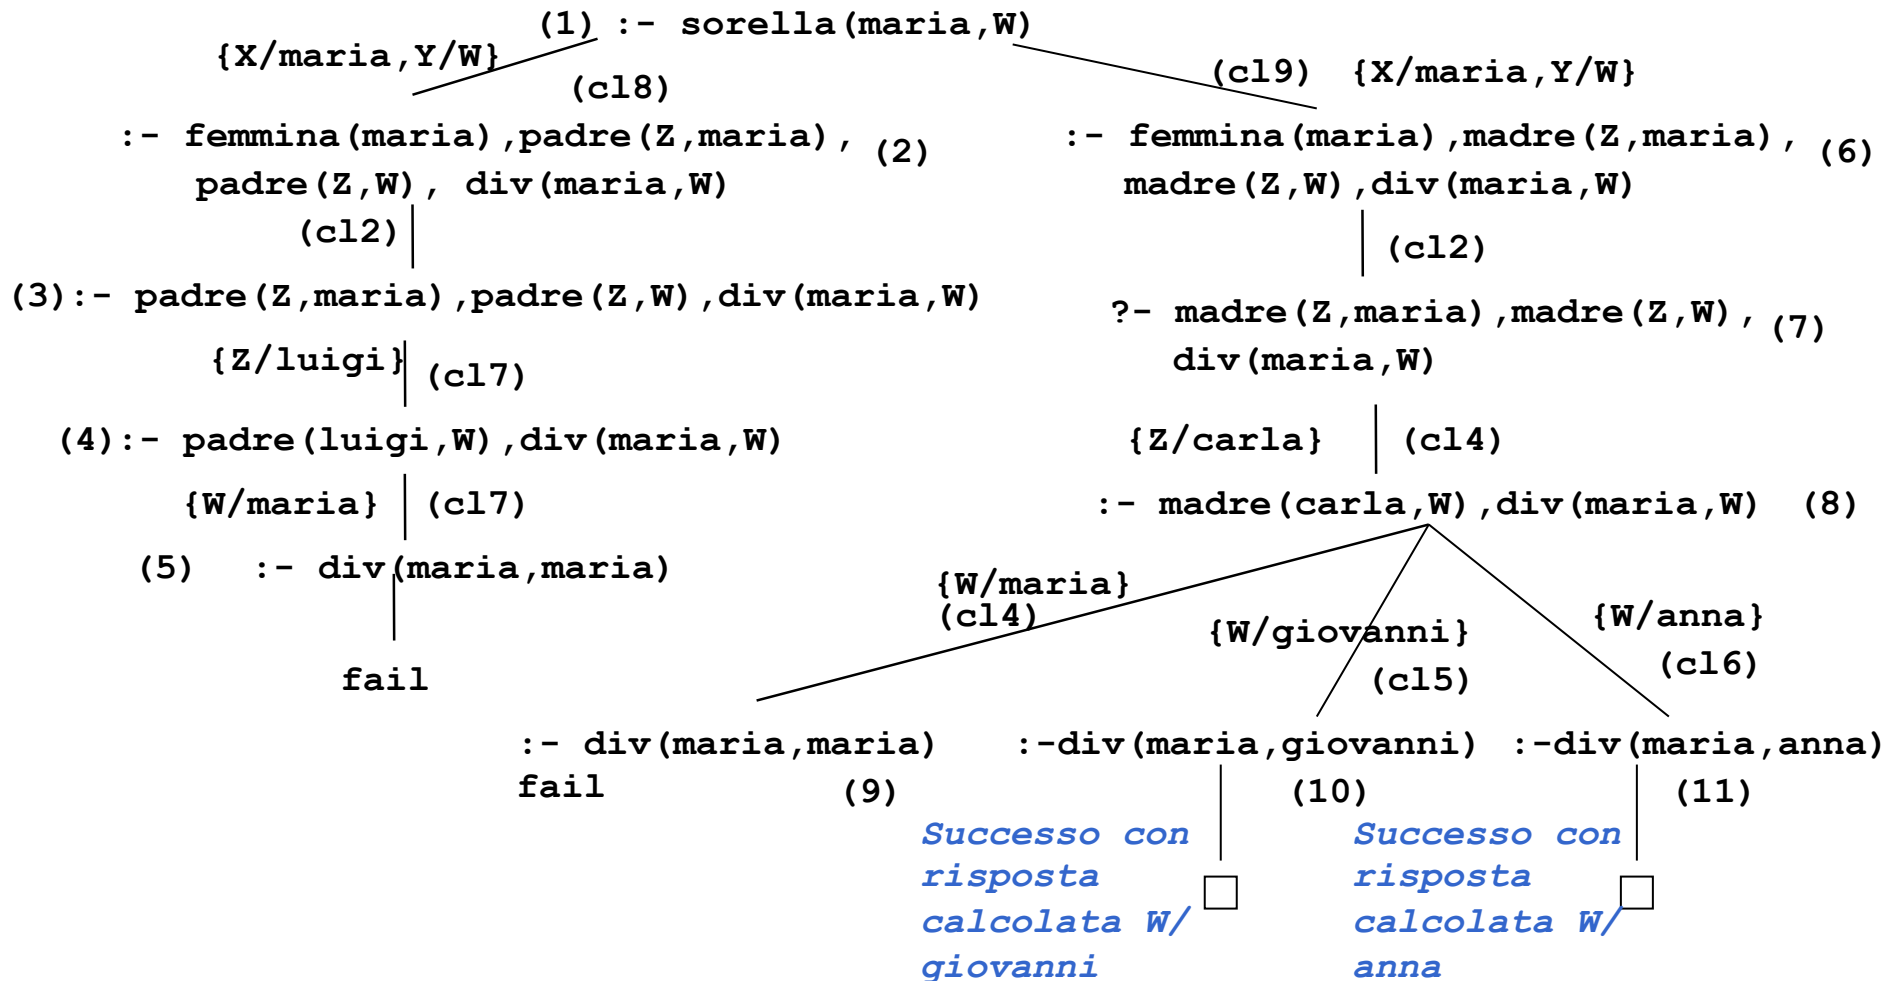 (1) :- sorella(maria,W)
{X/maria,Y/W}
(cl8)
(cl9) {X/maria,Y/W}
:- femmina(maria),padre(Z,maria), (2)
padre(Z,W), div(maria,W)
(cl2)
:- femmina(maria),madre(Z,maria), (6)
madre(Z,W),div(maria,W)
(cl2)
(3):- padre(Z,maria),padre(Z,W),div(maria,W)
{Z/luigi} (cl7)
?- madre(Z,maria),madre(Z,W), (7)
div(maria,W)
(4):- padre(luigi,W),div(maria,W)
{Z/carla} (cl4)
{W/maria} (cl7)
:- madre(carla,W),div(maria,W) (8)
(5) :- div(maria,maria)
fail
{W/maria}
(cl4)
{W/giovanni}
(cl5)
{W/anna}
(cl6)
:- div(maria,maria)
fail (9)
:-div(maria,giovanni)
(10)
:-div(maria,anna)
(11)
Successo con
risposta
calcolata W/
giovanni
Successo con
risposta
calcolata W/
anna